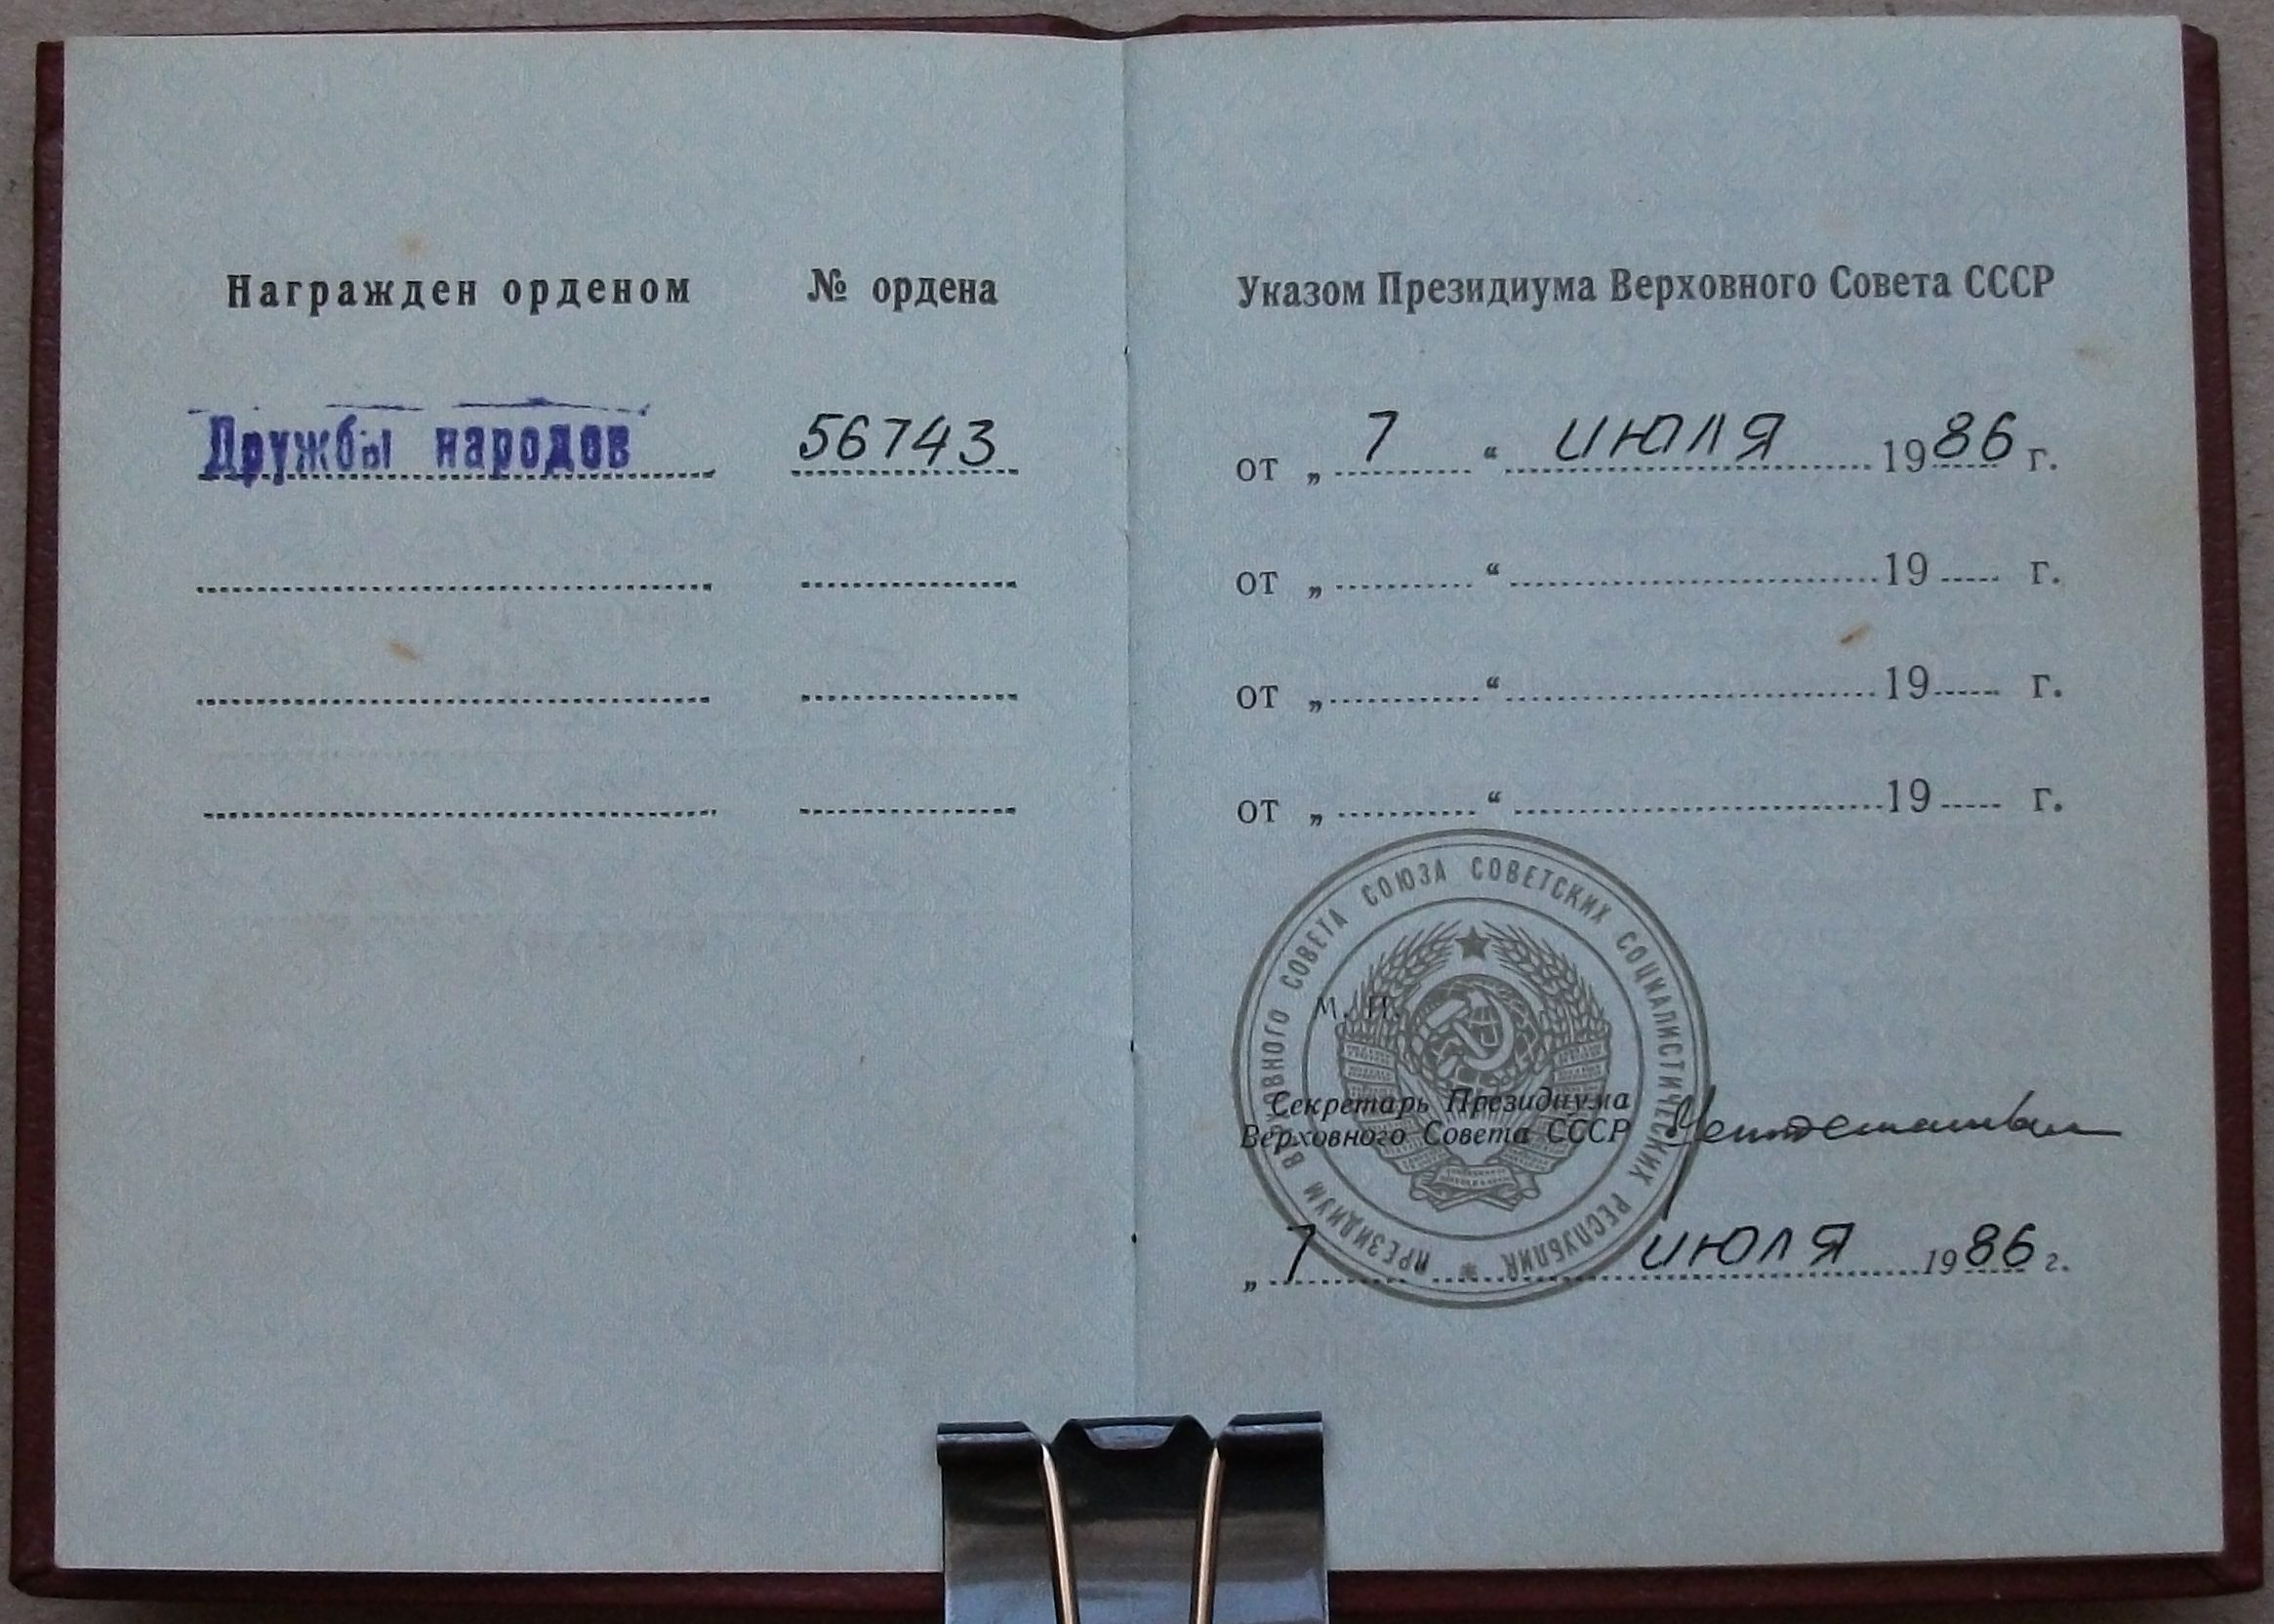 Награжден орденом № ордена
Дружбы народов 56743
Указом Президиума Верховного Совета СССР
от „ 7 “ июля 1986 г.
от „ “ 19 г.
от „ “ 19 г.
от „ “ 19 г.
ПРЕЗИДИУМ ВЕРХОВНОГО СОВЕТА СОЮЗА СОВЕТСКИХ СОЦИАЛИСТИЧЕСКИХ РЕСПУБЛИК
М. П.
Секретарь Президиума
Верховного Совета СССР
„ 7 июля 1986 г.